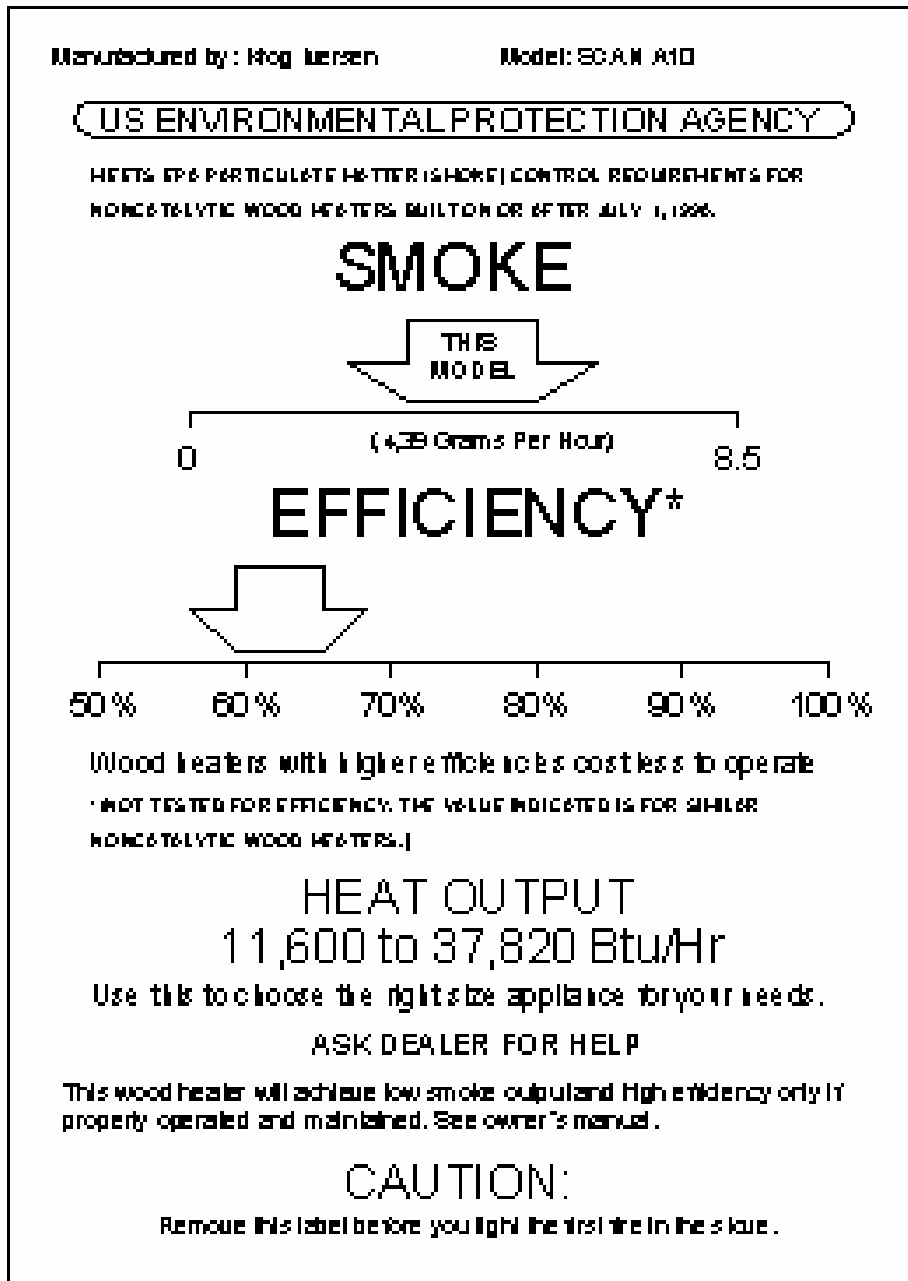 Manufactured by: Krog Iversen Model: SCAN A10
US ENVIRONMENTAL PROTECTION AGENCY
MEETS EPA PARTICULATE MATTER (SMOKE) CONTROL REQUIREMENTS FOR
NONCATALYTIC WOOD HEATERS BUILT ON OR AFTER JULY 1,
SMOKE
THIS
MODEL
(4,39 Grams Per Hour)
0 8.5
EFFICIENCY*
50% 60% 70% 80% 90% 100%
Wood heaters with higher efficiencies cost less to operate
*(NOT TESTED FOR EFFICIENCY. THE VALUE INDICATED IS FOR SIMILAR
NONCATALYTIC WOOD HEATERS.)
HEAT OUTPUT
11,600 to 37,820 Btu/Hr
Use this to choose the right size appliance for your needs.
ASK DEALER FOR HELP
This wood heater will achieve low smoke output and high efficiency only if
properly operated and maintained. See owner's manual.
CAUTION:
Remove this label before you light the first fire in the stove.